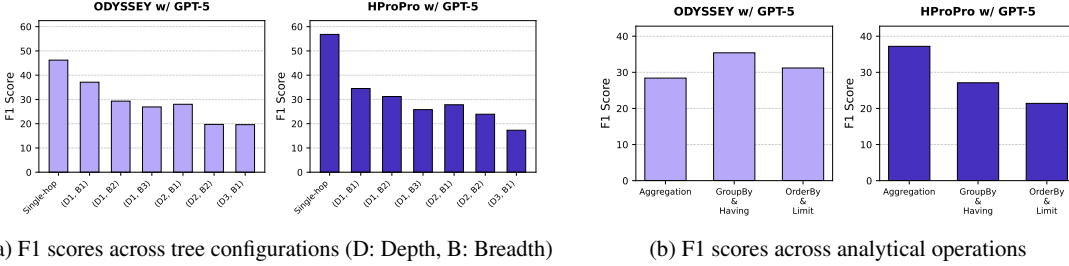 ODYSSEY w/ GPT-5
F1 Score
60
50
40
30
20
10
0
Single-hop
(D1, B1)
(D1, B2)
(D1, B3)
(D2, B1)
(D2, B2)
(D3, B1)
HProPro w/ GPT-5
F1 Score
60
50
40
30
20
10
0
Single-hop
(D1, B1)
(D1, B2)
(D1, B3)
(D2, B1)
(D2, B2)
(D3, B1)
a) F1 scores across tree configurations (D: Depth, B: Breadth)
ODYSSEY w/ GPT-5
F1 Score
40
30
20
10
0
Aggregation
GroupBy
&
Having
OrderBy
&
Limit
HProPro w/ GPT-5
F1 Score
40
30
20
10
0
Aggregation
GroupBy
&
Having
OrderBy
&
Limit
(b) F1 scores across analytical operations